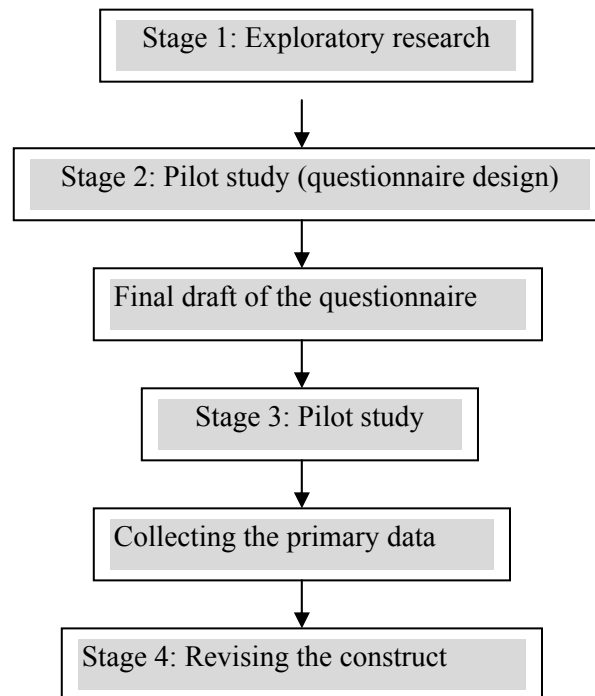 Stage 1: Exploratory research
Stage 2: Pilot study (questionnaire design)
Final draft of the questionnaire
Stage 3: Pilot study
Collecting the primary data
Stage 4: Revising the construct